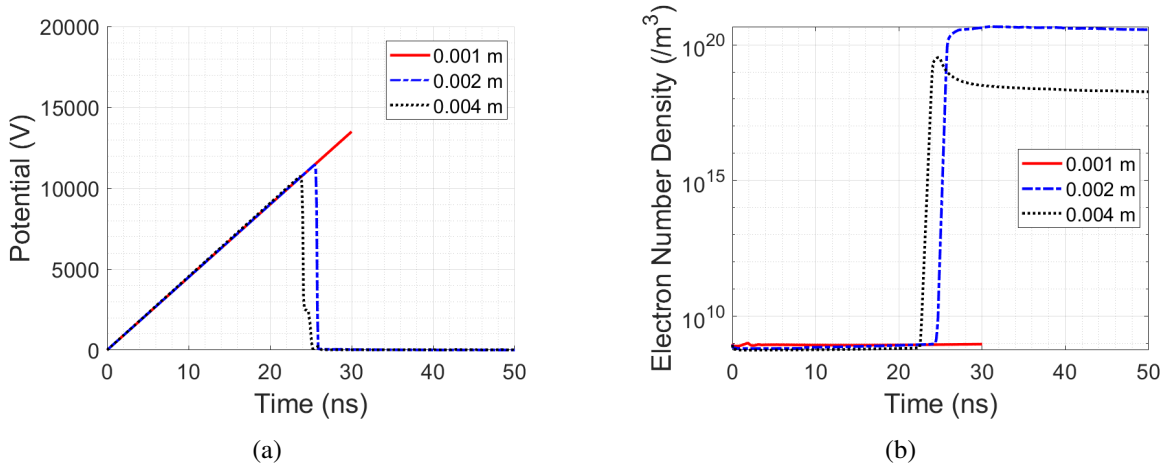 20000
15000
10000
5000
0
Potential (V)
0.001 m
0.002 m
0.004 m
0 10 20 30 40 50
Time (ns)
(a)
10^20
10^15
10^10
Electron Number Density (/m^3)
0.001 m
0.002 m
0.004 m
0 10 20 30 40 50
Time (ns)
(b)